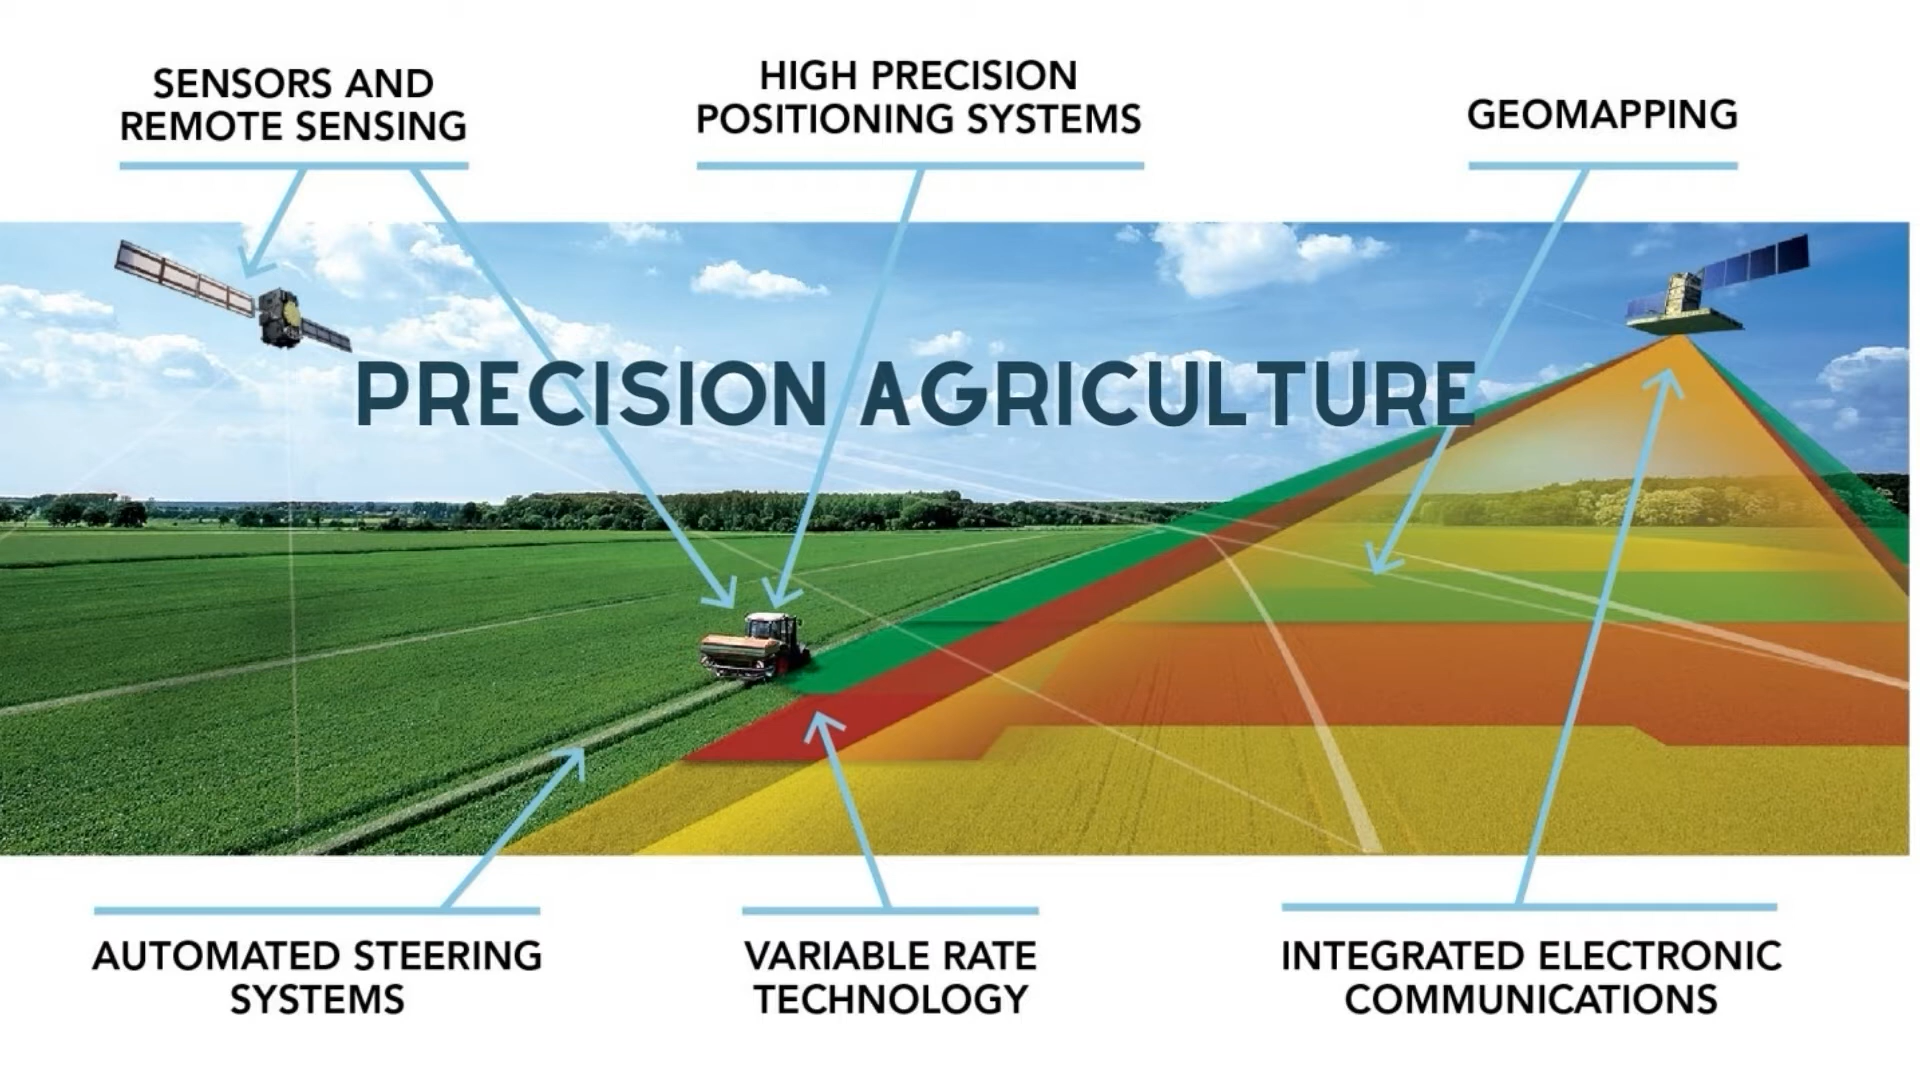 SENSORS AND
REMOTE SENSING
HIGH PRECISION
POSITIONING SYSTEMS
GEOMAPPING
PRECISION AGRICULTURE
AUTOMATED STEERING
SYSTEMS
VARIABLE RATE
TECHNOLOGY
INTEGRATED ELECTRONIC
COMMUNICATIONS